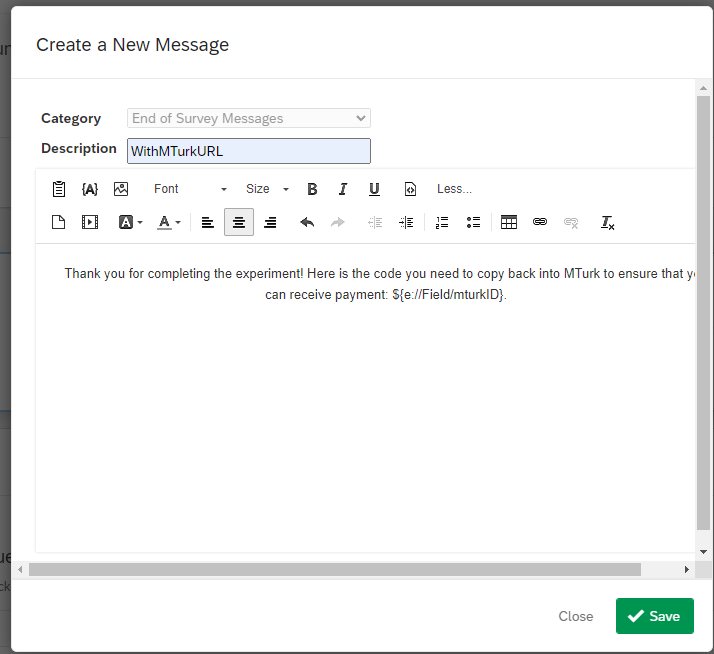 Create a New Message
Category End of Survey Messages
Description WithMTurkURL
Font Size B I U Less...
Thank you for completing the experiment! Here is the code you need to copy back into MTurk to ensure that
can receive payment: ${e://Field/mturkID}.
Close Save